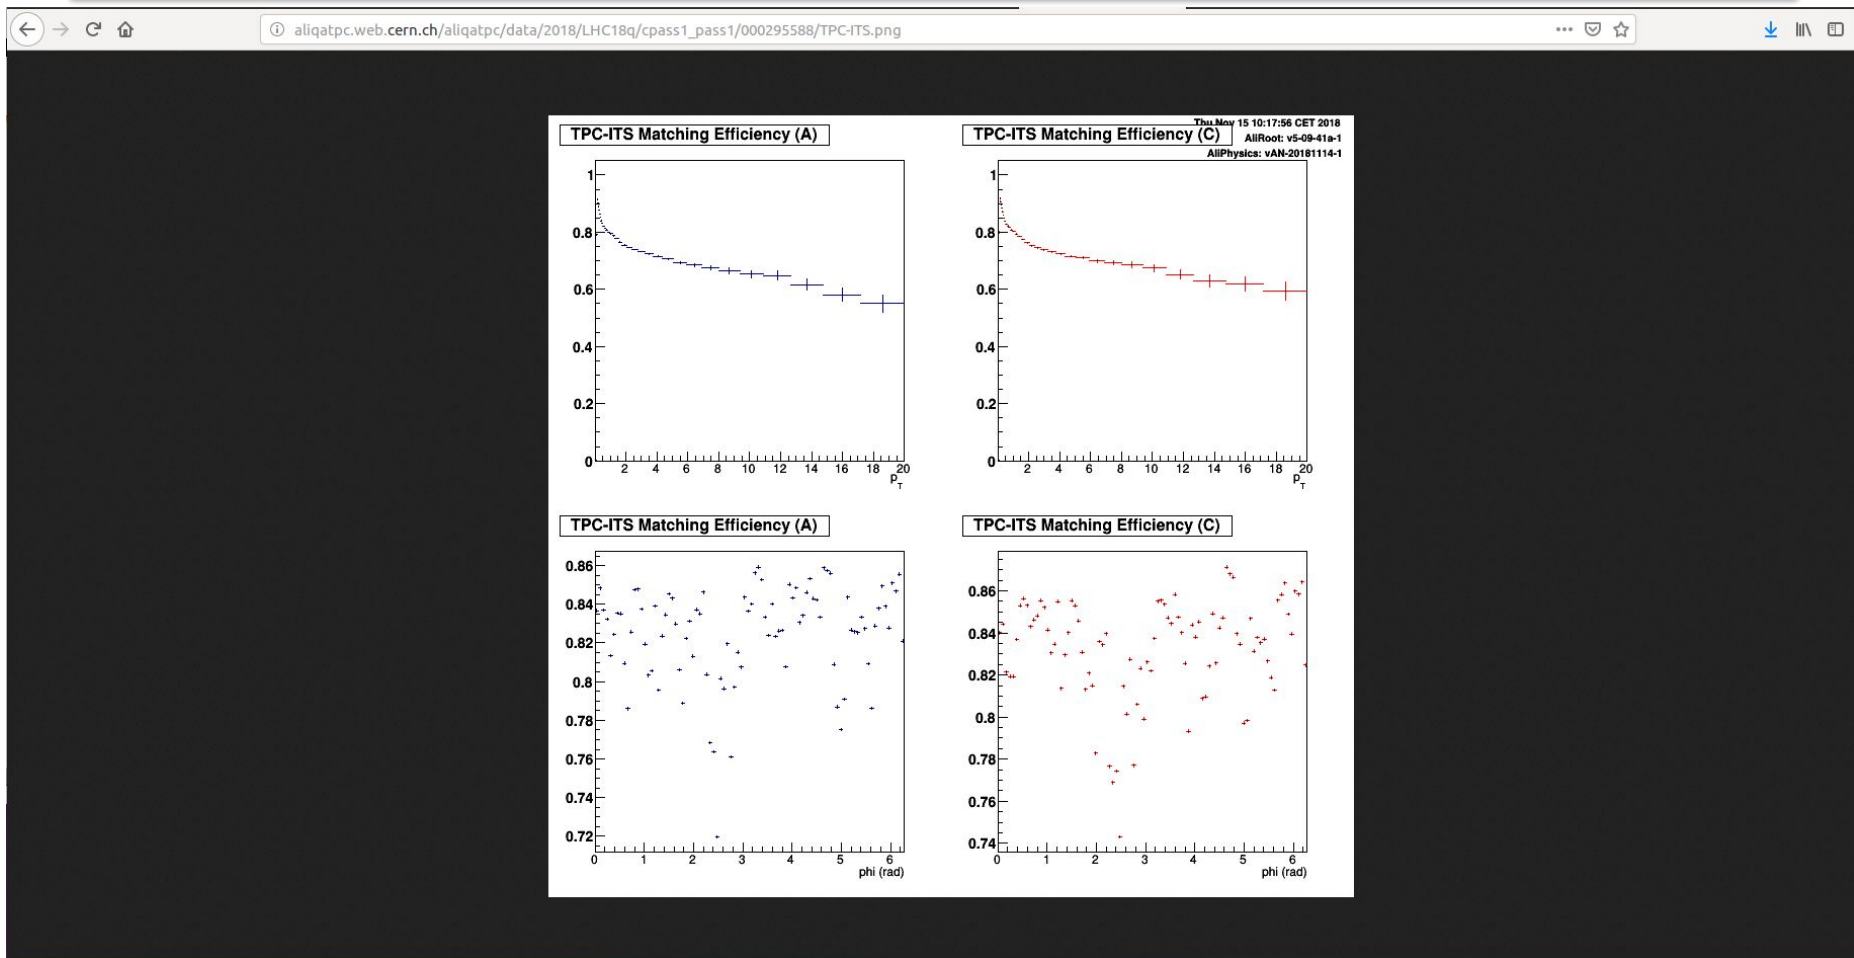 aliqatpc.web.cern.ch/aliqatpc/data/2018/LHC18q/cpass1_pass1/000295588/TPC-ITS.png
TPC-ITS Matching Efficiency (A)
1
0.8
0.6
0.4
0.2
0
2 4 6 8 10 12 14 16 18 20
pT
Thu Nov 15 10:17:56 CET 2018
TPC-ITS Matching Efficiency (C)
AliRoot: v5-09-41a-1
AliPhysics: vAN-20181114-1
1
0.8
0.6
0.4
0.2
0
2 4 6 8 10 12 14 16 18 20
pT
TPC-ITS Matching Efficiency (A)
0.86
0.84
0.82
0.8
0.78
0.76
0.74
0.72
0 1 2 3 4 5 6
phi (rad)
TPC-ITS Matching Efficiency (C)
0.86
0.84
0.82
0.8
0.78
0.76
0.74
0 1 2 3 4 5 6
phi (rad)